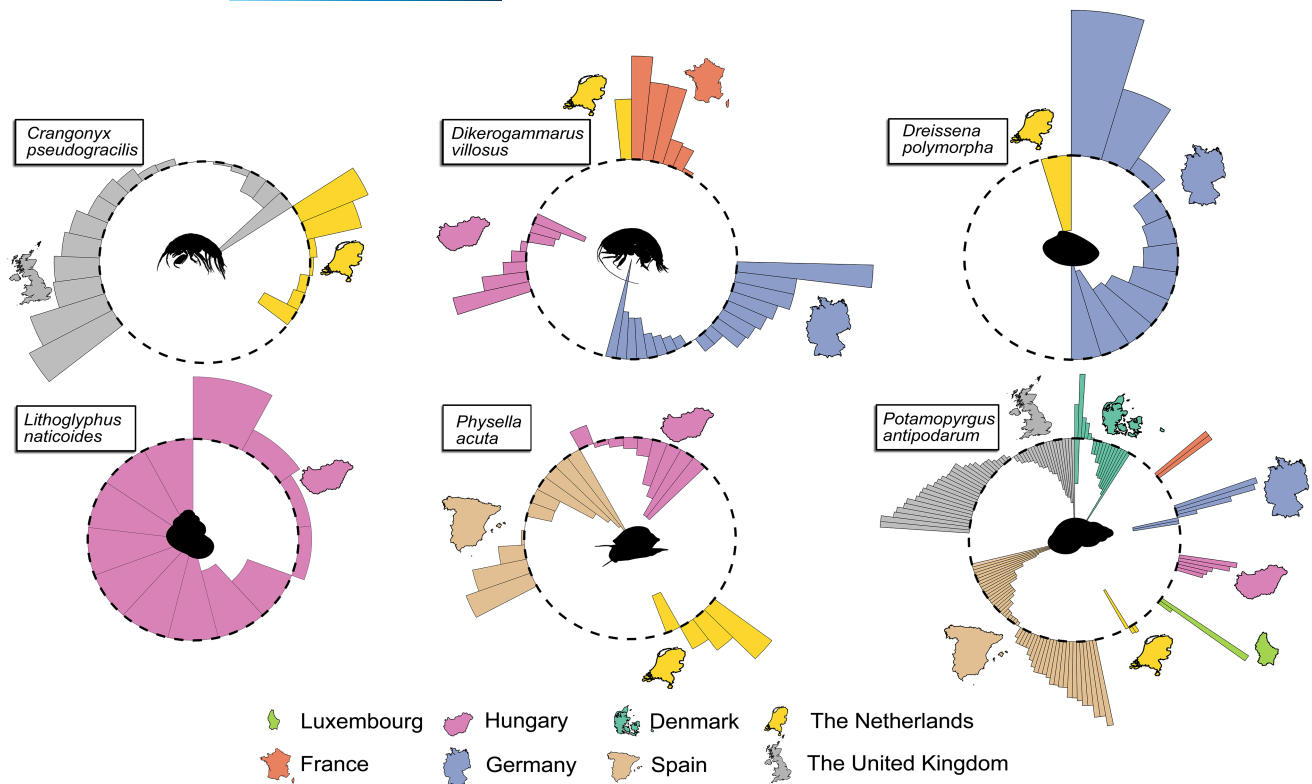 Crangonyx
pseudogracilis
Dikerogammarus
villosus
Dreissena
polymorpha
Lithoglyphus
naticoides
Physella
acuta
Potamopyrgus
antipodarum
Luxembourg
Hungary
Denmark
The Netherlands
France
Germany
Spain
The United Kingdom